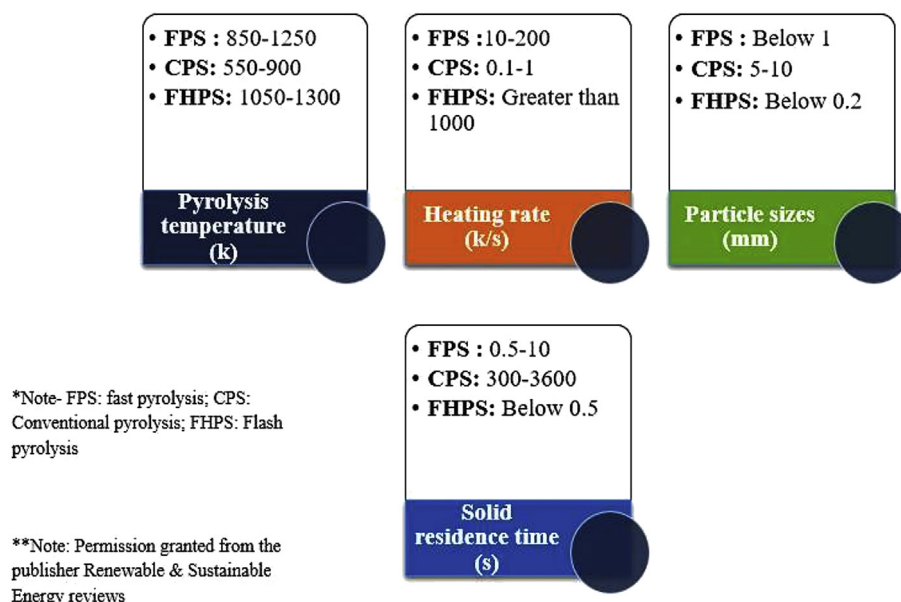 • FPS : 850-1250
• CPS: 550-900
• FHPS: 1050-1300
Pyrolysis
temperature
(k)
• FPS :10-200
• CPS: 0.1-1
• FHPS: Greater than
1000
Heating rate
(k/s)
• FPS : Below 1
• CPS: 5-10
• FHPS: Below 0.2
Particle sizes
(mm)
• FPS : 0.5-10
• CPS: 300-3600
• FHPS: Below 0.5
Solid
residence time
(s)
*Note- FPS: fast pyrolysis; CPS:
Conventional pyrolysis; FHPS: Flash
pyrolysis
**Note: Permission granted from the
publisher Renewable & Sustainable
Energy reviews